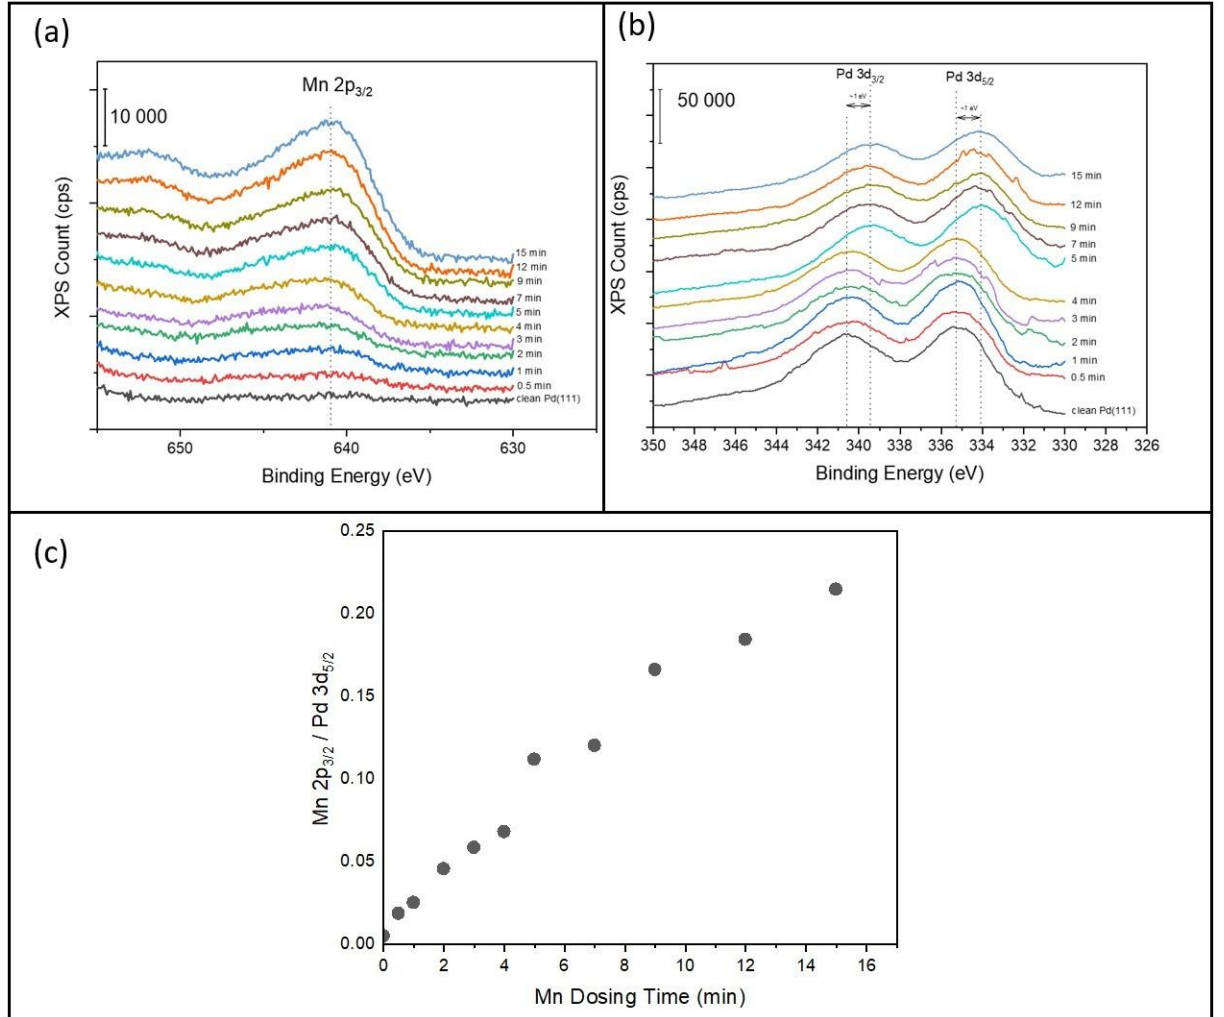 (a)
Mn 2p3/2
10 000
15 min
12 min
9 min
7 min
5 min
4 min
3 min
2 min
1 min
0.5 min
clean Pd(111)
XPS Count (cps)
650 640 630
Binding Energy (eV)
(b)
Pd 3d3/2 Pd 3d5/2
~1 eV
~1 eV
50 000
15 min
12 min
9 min
7 min
5 min
4 min
3 min
2 min
1 min
0.5 min
clean Pd(111)
XPS Count (cps)
350 348 346 344 342 340 338 336 334 332 330 328 326
Binding Energy (eV)
(c)
0.25
0.20
0.15
0.10
0.05
0.00
Mn 2p3/2 / Pd 3d5/2
0 2 4 6 8 10 12 14 16
Mn Dosing Time (min)